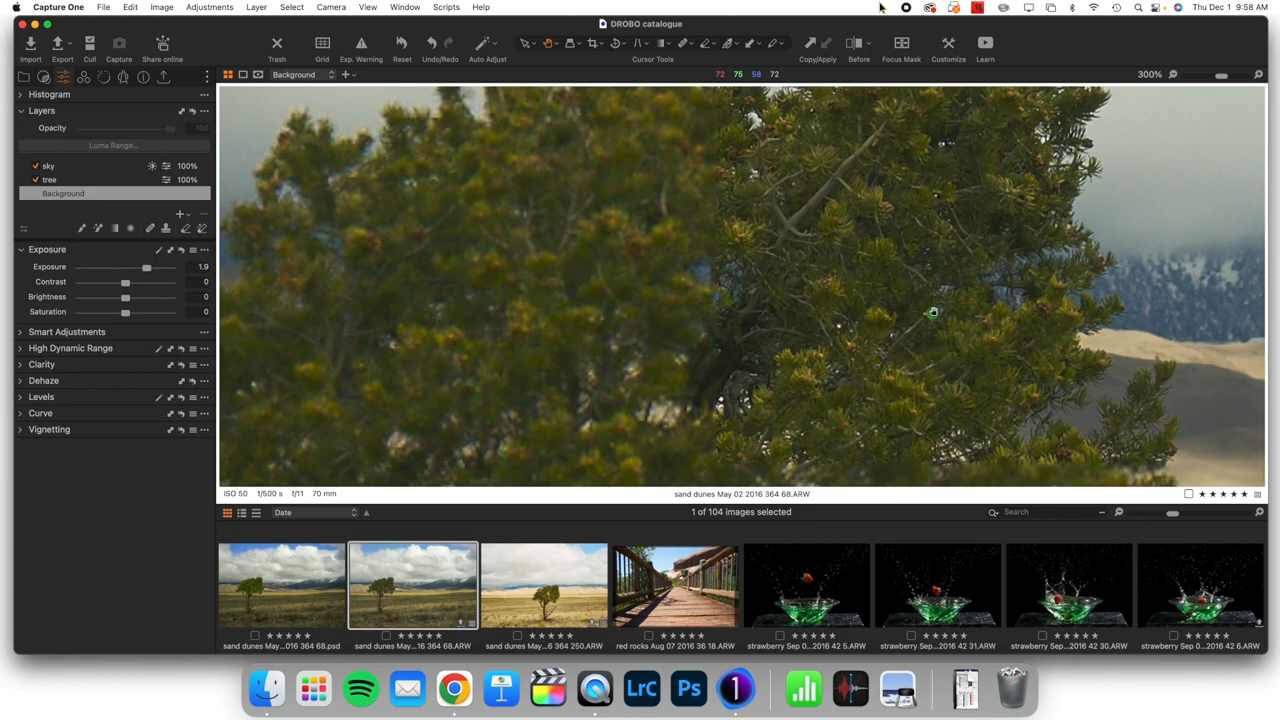 Capture One File Edit Image Adjustments Layer Select Camera View Window Scripts Help Thu Dec 1 9:58 AM
DROBO catalogue
Import Export Cull Capture Share online Trash Grid Exp. Warning Reset Undo/Redo Auto Adjust Cursor Tools Copy/Apply Before Focus Mask Customize Learn
Background 72 75 58 72 300%
Histogram
Layers
Opacity 100
Luma Range...
sky 100%
tree 100%
Background
Exposure
Exposure 1.9
Contrast 0
Brightness 0
Saturation 0
Smart Adjustments
High Dynamic Range
Clarity
Dehaze
Levels
Curve
Vignetting
ISO 50 1/500 s f/11 70 mm sand dunes May 02 2016 364 68.ARW
Date 1 of 104 images selected Search
sand dunes May...016 364 68.psd sand dunes May...16 364 68.ARW sand dunes May...6 364 250.ARW red rocks Aug 07 2016 36 18.ARW strawberry Sep 0...2016 42 5.ARW strawberry Sep...2016 42 31.ARW strawberry Sep...2016 42 30.ARW strawberry Sep 0...2016 42 6.ARW
LrC Ps 1